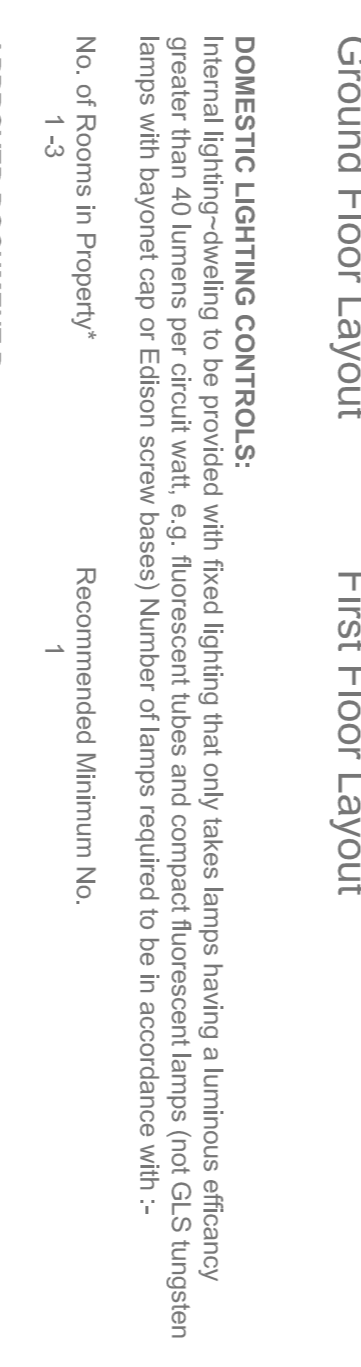 Ground Floor Layout
First Floor Layout
DOMESTIC LIGHTING CONTROLS:
Internal lighting~dweling to be provided with fixed lighting that only takes lamps having a luminous efficancy
greater than 40 lumens per circuit watt, e.g. fluorescent tubes and compact fluorescent lamps (not GLS tungsten
lamps with bayonet cap or Edison screw bases) Number of lamps required to be in accordance with :-
No. of Rooms in Property* Recommended Minimum No.
1 -3 1